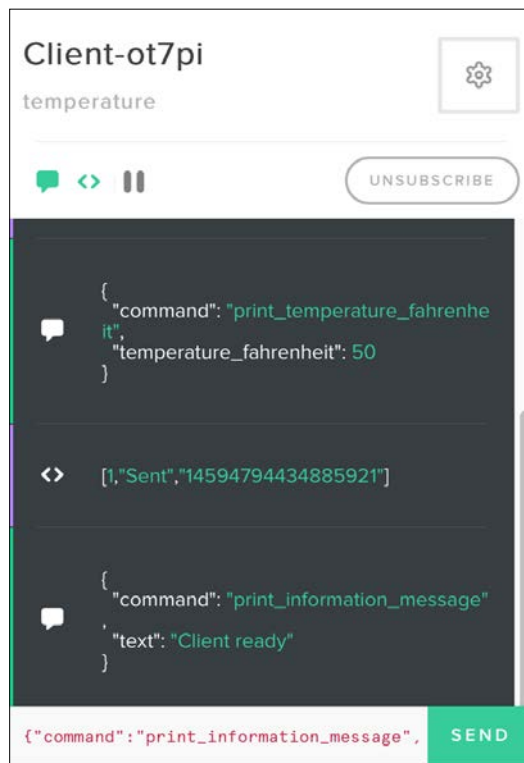 Client-ot7pi
temperature
UNSUBSCRIBE
{
"command": "print_temperature_fahrenhe
it",
"temperature_fahrenheit": 50
}
[1,"Sent","14594794434885921"]
{
"command": "print_information_message"
,
"text": "Client ready"
}
{"command":"print_information_message",
SEND